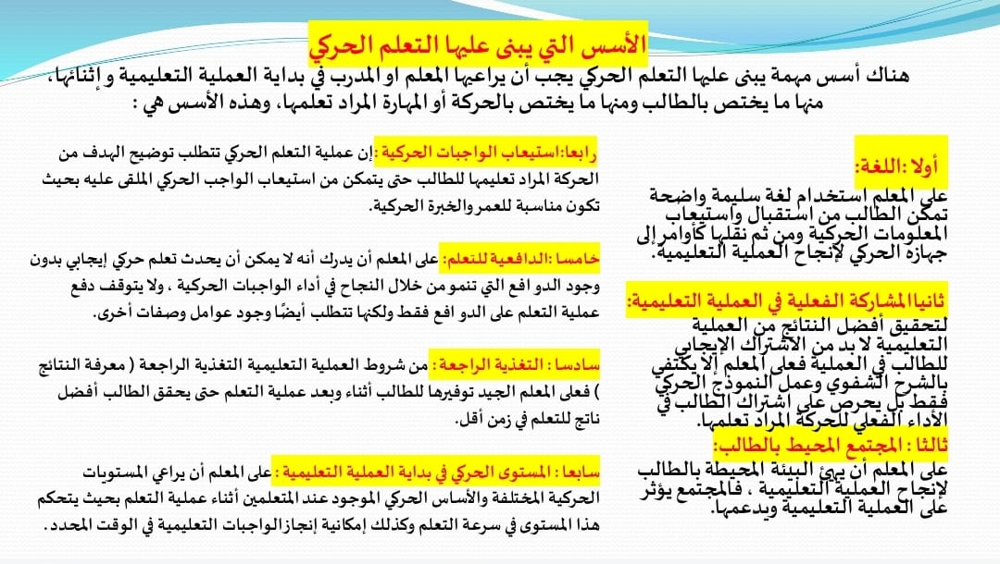 الأسس التي يبنى عليها التعلم الحركي
هناك أسس مهمة يبنى عليها التعلم الحركي يجب أن يراعيها المعلم او المدرب في بداية العملية التعليمية و إثنائها،
منها ما يختص بالطالب ومنها ما يختص بالحركة أو المهارة المراد تعلمها، وهذه الأسس هي :
أولا :اللغة:
على المعلم استخدام لغة سليمة واضحة
تمكن الطالب من استقبال واستيعاب
المعلومات الحركية ومن ثم نقلها كأوامر إلى
جهازه الحركي لإنجاح العملية التعليمية.
ثانياالمشاركة الفعلية في العملية التعليمية:
لتحقيق أفضل النتائج من العملية
التعليمية لا بد من الاشتراك الإيجابي
للطالب في العملية فعلى المعلم إلا يكتفي
بالشرح الشفوي وعمل النموذج الحركي
فقط بل يحرص على اشتراك الطالب في
الأداء الفعلي للحركة المراد تعلمها.
ثالثا : المجتمع المحيط بالطالب:
على المعلم أن يهيئ البيئة المحيطة بالطالب
لإنجاح العملية التعليمية ، فالمجتمع يؤثر
على العملية التعليمية ويدعمها.
رابعا:استيعاب الواجبات الحركية :إن عملية التعلم الحركي تتطلب توضيح الهدف من
الحركة المراد تعليمها للطالب حتى يتمكن من استيعاب الواجب الحركي الملقى عليه بحيث
تكون مناسبة للعمر والخبرة الحركية.
خامسا :الدافعية للتعلم: على المعلم أن يدرك أنه لا يمكن أن يحدث تعلم حركي إيجابي بدون
وجود الدو افع التي تنمو من خلال النجاح في أداء الواجبات الحركية ، ولا يتوقف دفع
عملية التعلم على الدو افع فقط ولكنها تتطلب أيضًا وجود عوامل وصفات أخرى.
سادسا : التغذية الراجعة : من شروط العملية التعليمية التغذية الراجعة ( معرفة النتائج
) فعلى المعلم الجيد توفيرها للطالب أثناء وبعد عملية التعلم حتى يحقق الطالب أفضل
ناتج للتعلم في زمن أقل.
سابعا : المستوى الحركي في بداية العملية التعليمية : على المعلم أن يراعي المستويات
الحركية المختلفة والأساس الحركي الموجود عند المتعلمين أثناء عملية التعلم بحيث يتحكم
هذا المستوى في سرعة التعلم وكذلك إمكانية إنجاز الواجبات التعليمية في الوقت المحدد .